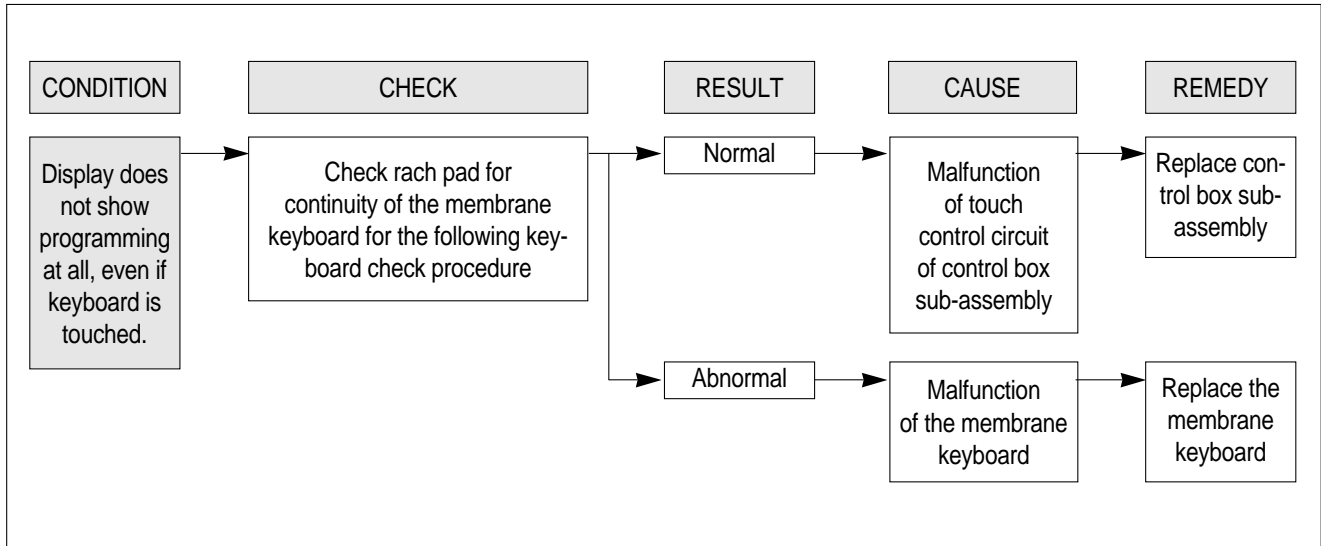 CONDITION
CHECK
RESULT
CAUSE
REMEDY
Display does
not show
programming
at all, even if
keyboard is
touched.
Check rach pad for
continuity of the membrane
keyboard for the following key-
board check procedure
Normal
Malfunction
of touch
control circuit
of control box
sub-assembly
Replace con-
trol box sub-
assembly
Abnormal
Malfunction
of the membrane
keyboard
Replace the
membrane
keyboard